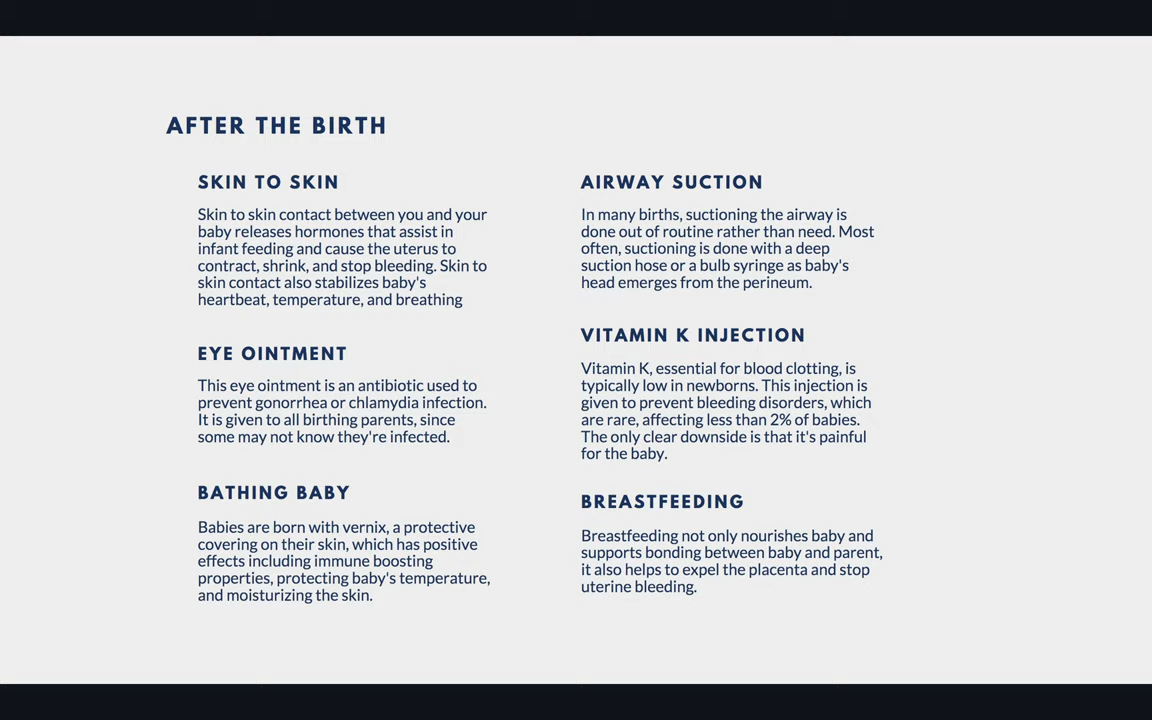 AFTER THE BIRTH
SKIN TO SKIN
Skin to skin contact between you and your
baby releases hormones that assist in
infant feeding and cause the uterus to
contract, shrink, and stop bleeding. Skin to
skin contact also stabilizes baby's
heartbeat, temperature, and breathing
EYE OINTMENT
This eye ointment is an antibiotic used to
prevent gonorrhea or chlamydia infection.
It is given to all birthing parents, since
some may not know they're infected.
BATHING BABY
Babies are born with vernix, a protective
covering on their skin, which has positive
effects including immune boosting
properties, protecting baby's temperature,
and moisturizing the skin.
AIRWAY SUCTION
In many births, suctioning the airway is
done out of routine rather than need. Most
often, suctioning is done with a deep
suction hose or a bulb syringe as baby's
head emerges from the perineum.
VITAMIN K INJECTION
Vitamin K, essential for blood clotting, is
typically low in newborns. This injection is
given to prevent bleeding disorders, which
are rare, affecting less than 2% of babies.
The only clear downside is that it's painful
for the baby.
BREASTFEEDING
Breastfeeding not only nourishes baby and
supports bonding between baby and parent,
it also helps to expel the placenta and stop
uterine bleeding.